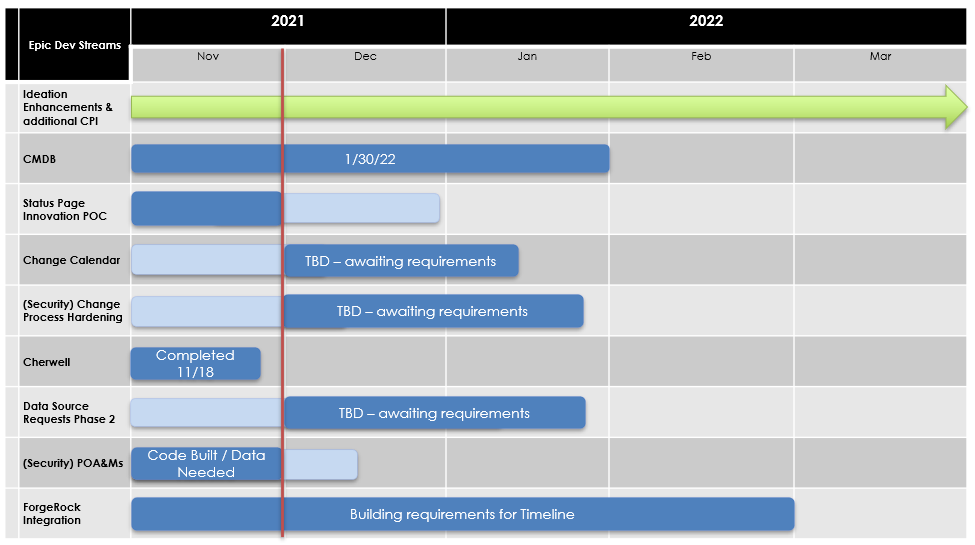 2021
2022
Epic Dev Streams
Nov
Dec
Jan
Feb
Mar
Ideation
Enhancements &
additional CPI
CMDB
1/30/22
Status Page
Innovation POC
Change Calendar
TBD – awaiting requirements
(Security) Change
Process Hardening
TBD – awaiting requirements
Cherwell
Completed
11/18
Data Source
Requests Phase 2
TBD – awaiting requirements
(Security) POA&Ms
Code Built / Data
Needed
ForgeRock
Integration
Building requirements for Timeline